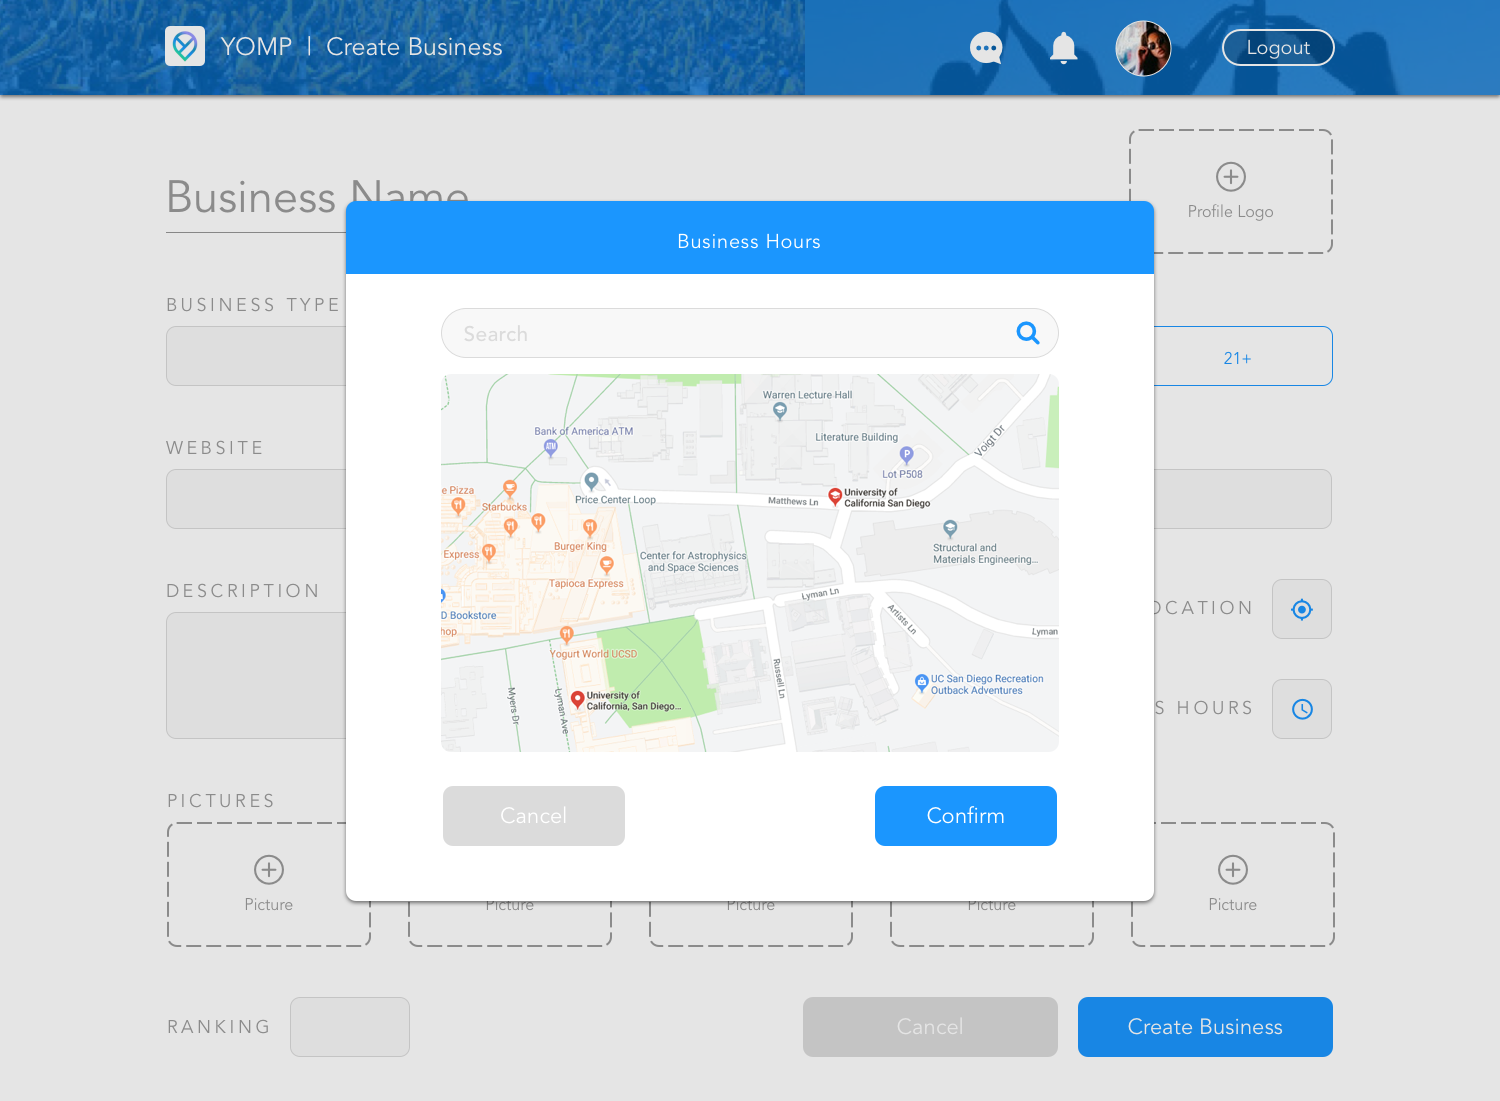 YOMP | Create Business
Logout
Business Name
Profile Logo
Business Hours
BUSINESS TYPE
Search
21+
Warren Lecture Hall
Bank of America ATM
ATM
Literature Building
Voigt Dr
P
Lot P508
e Pizza
Starbucks
Price Center Loop
Matthews Ln
University of
California San Diego
WEBSITE
Burger King
Express
Center for Astrophysics
and Space Sciences
Structural and
Materials Engineering...
Tapioca Express
Lyman Ln
DESCRIPTION
OCATION
D Bookstore
hop
Artists Ln
Lyman
Yogurt World UCSD
Russell Ln
UC San Diego Recreation
Outback Adventures
Myers Dr
Lyman Ave
University of
California, San Diego...
S HOURS
PICTURES
Cancel
Confirm
Picture
Picture
Picture
Picture
Picture
RANKING
Cancel
Create Business